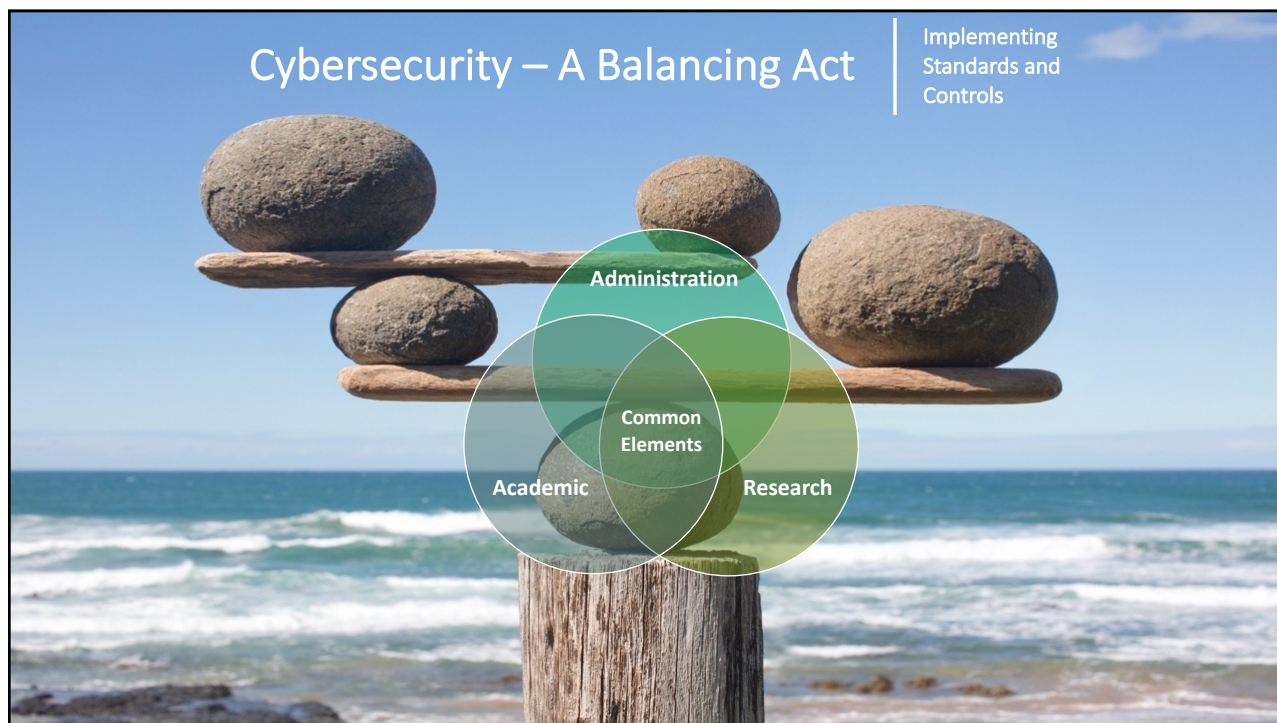 Cybersecurity – A Balancing Act
Implementing
Standards and
Controls
Administration
Common
Elements
Academic
Research